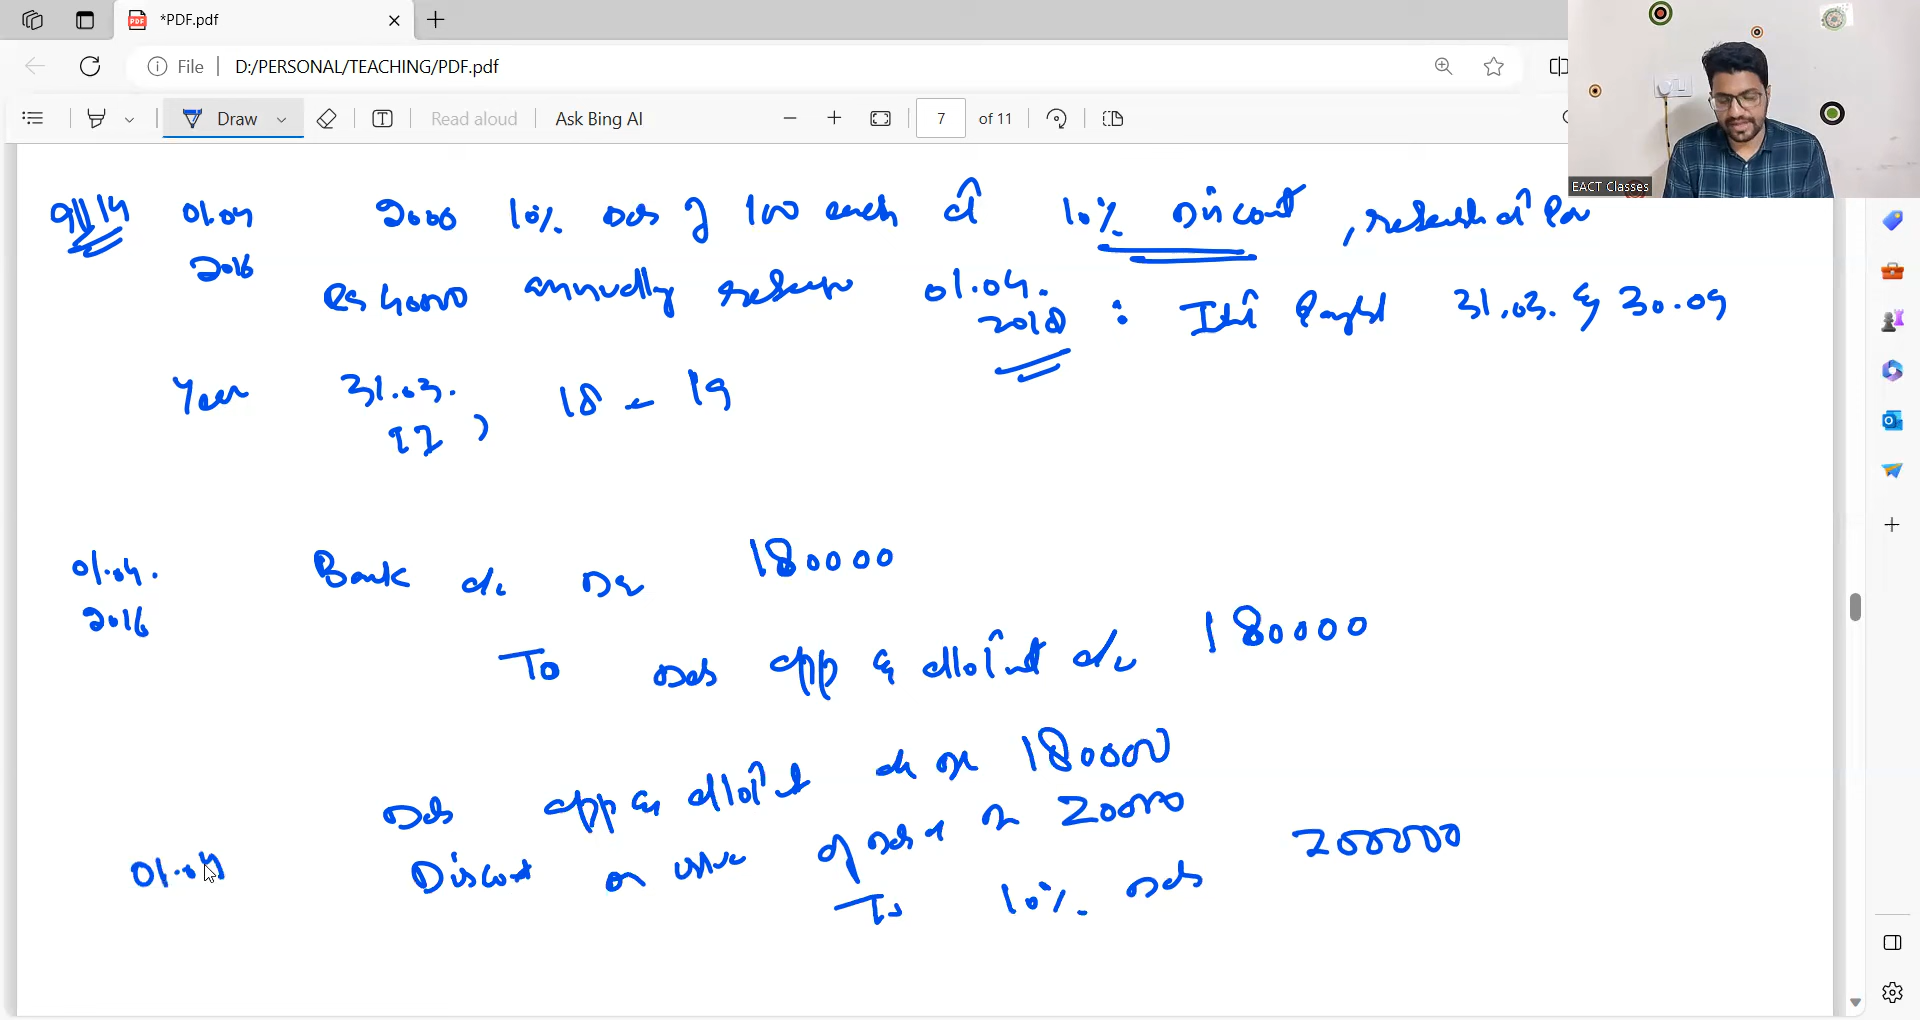 *PDF.pdf
File
D:/PERSONAL/TEACHING/PDF.pdf
Draw
Read aloud
Ask Bing AI
7
of 11
EACT Classes
01.04 2000 10% Debs of 100 each at 10% Discount, redeemable at Par
2016
Rs 40000 annually 01.04.
2018 : 31.03. & 30.09
Year 31.03.
17, 18 - 19
01.04. Bank a/c Dr 180000
2016
To Debs app & allotment a/c 180000
Debs app & allotment a/c Dr 180000
01.04 Discount on issue of Debs a/c Dr 20000
To 10% Debs 200000